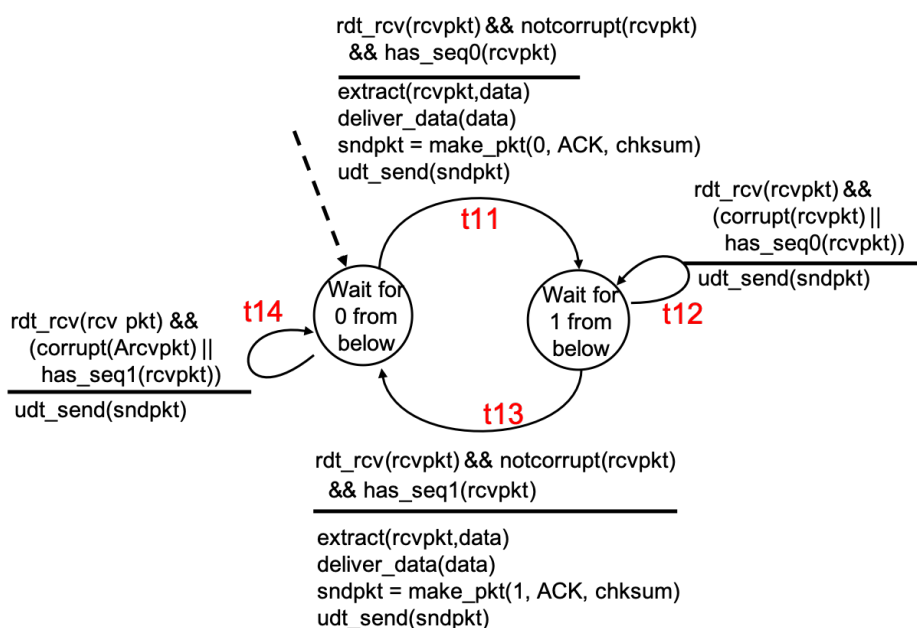 rdt_rcv(rcvpkt) && notcorrupt(rcvpkt)
&& has_seq0(rcvpkt)
extract(rcvpkt,data)
deliver_data(data)
sndpkt = make_pkt(0, ACK, chksum)
udt_send(sndpkt)
t11
rdt_rcv(rcvpkt) &&
(corrupt(rcvpkt) ||
has_seq0(rcvpkt))
udt_send(sndpkt)
t12
Wait for
0 from
below
Wait for
1 from
below
t14
rdt_rcv(rcv pkt) &&
(corrupt(Arcvpkt) ||
has_seq1(rcvpkt))
udt_send(sndpkt)
t13
rdt_rcv(rcvpkt) && notcorrupt(rcvpkt)
&& has_seq1(rcvpkt)
extract(rcvpkt,data)
deliver_data(data)
sndpkt = make_pkt(1, ACK, chksum)
udt_send(sndpkt)